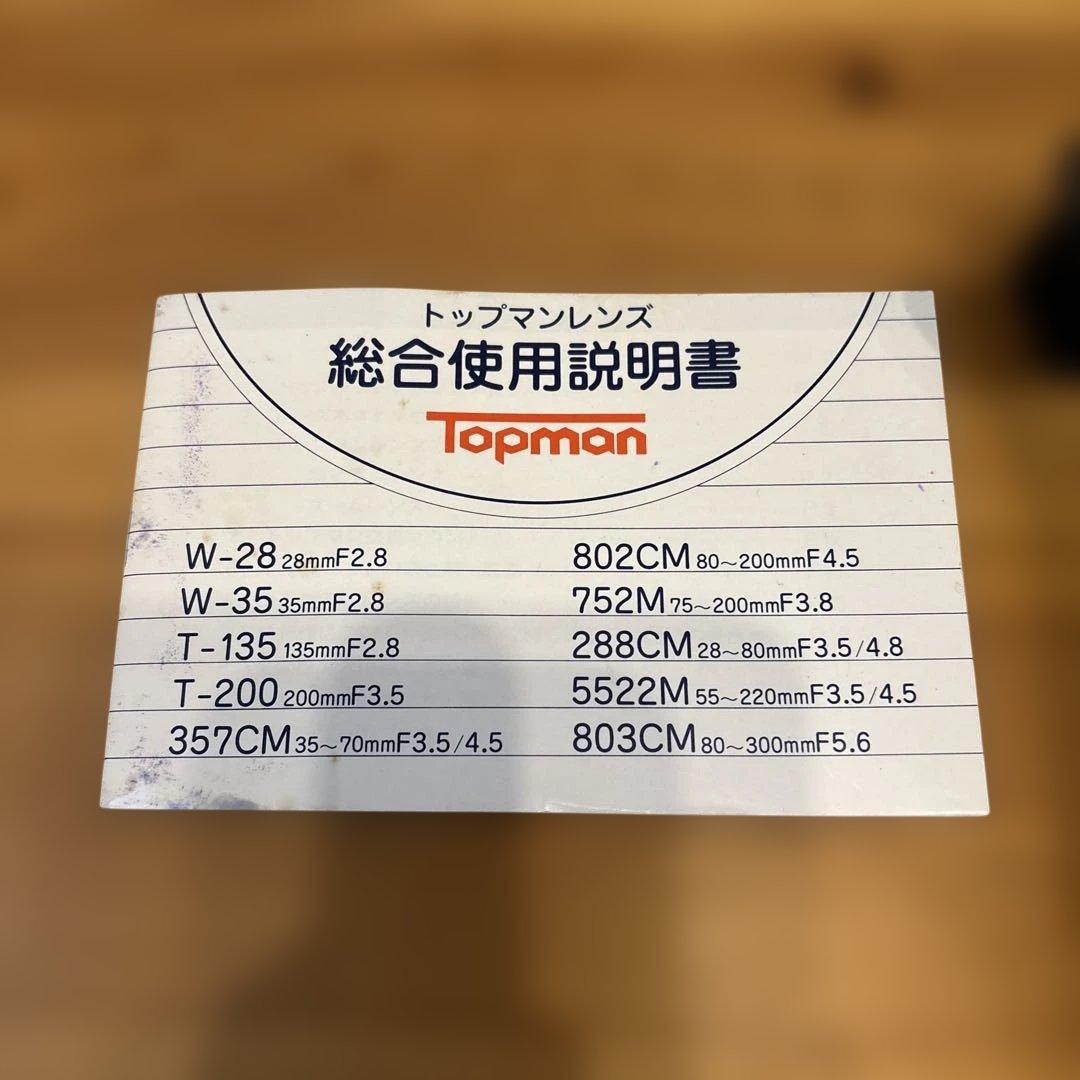 トップマンレンズ
総合使用説明書
Topman
W-28 28mmF2.8
W-35 35mmF2.8
T-135 135mmF2.8
T-200 200mmF3.5
357CM 35～70mmF3.5/4.5
802CM 80～200mmF4.5
752M 75～200mmF3.8
288CM 28～80mmF3.5/4.8
5522M 55～220mmF3.5/4.5
803CM 80～300mmF5.6